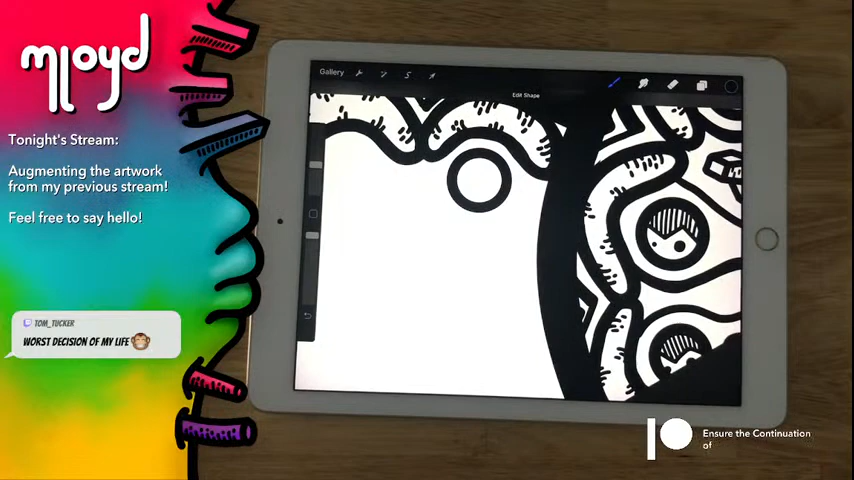 mloyd
Tonight's Stream:
Augmenting the artwork
from my previous stream!
Feel free to say hello!
TOM_TUCKER
WORST DECISION OF MY LIFE
Gallery
Edit Shape
Ensure the Continuation
of